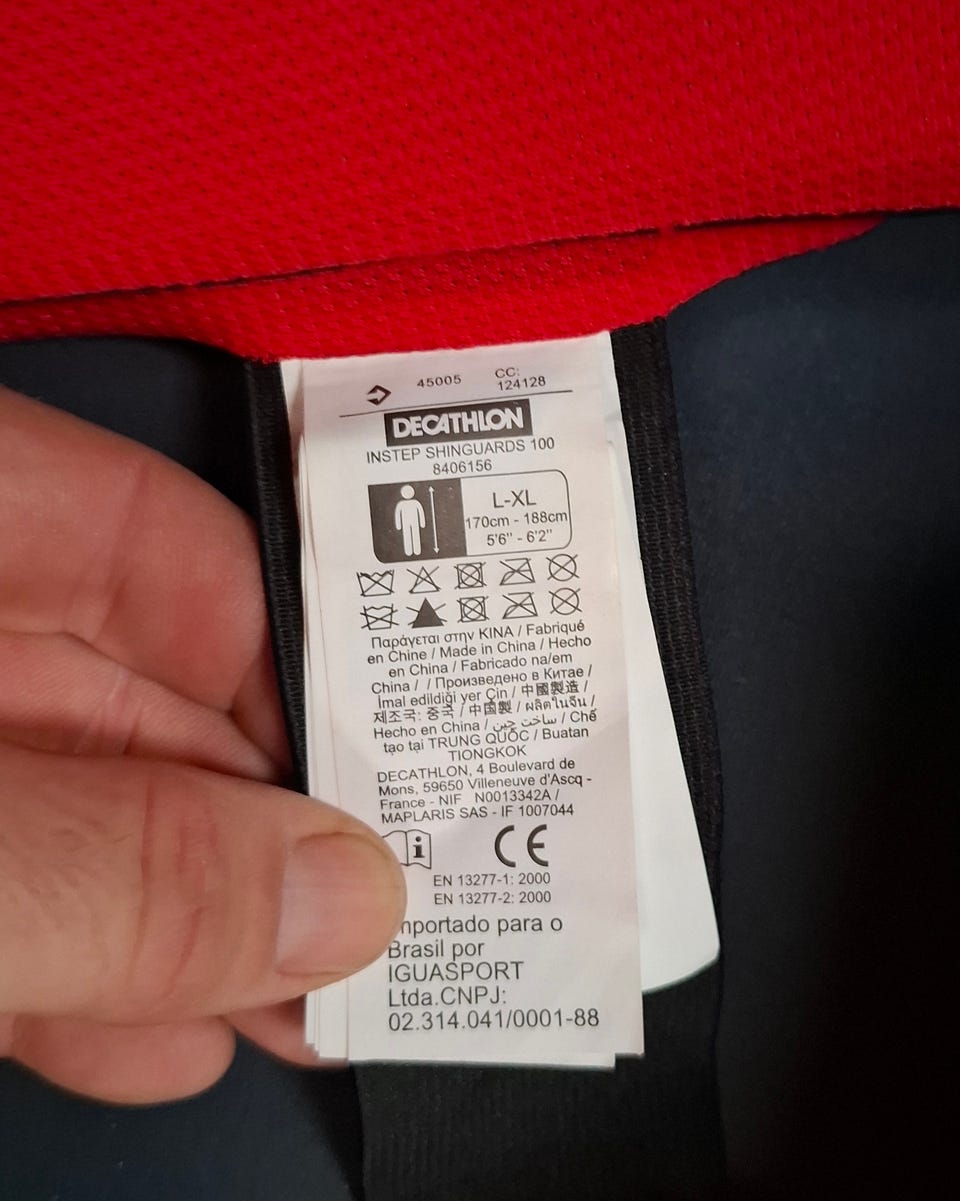 45005
CC:
124128
DECATHLON
INSTEP SHINGUARDS 100
8406156
L-XL
170cm - 188cm
5'6" - 6'2"
Παράγεται στην KINA / Fabriqué
en Chine / Made in China / Hecho
en China / Fabricado na/em
China / / Произведено в Китае /
İmal edildiği yer Çin / 中國製造 /
제조국: 중국 / 中國製 / ผลิตในจีน /
Hecho en China / ساخت چین / Chế
tạo tại TRUNG QUỐC / Buatan
TIONGKOK
DECATHLON, 4 Boulevard de
Mons, 59650 Villeneuve d'Ascq -
France - NIF N0013342A /
MAPLARIS SAS - IF 1007044
i
CE
EN 13277-1: 2000
EN 13277-2: 2000
mportado para o
Brasil por
IGUASPORT
Ltda.CNPJ:
02.314.041/0001-88